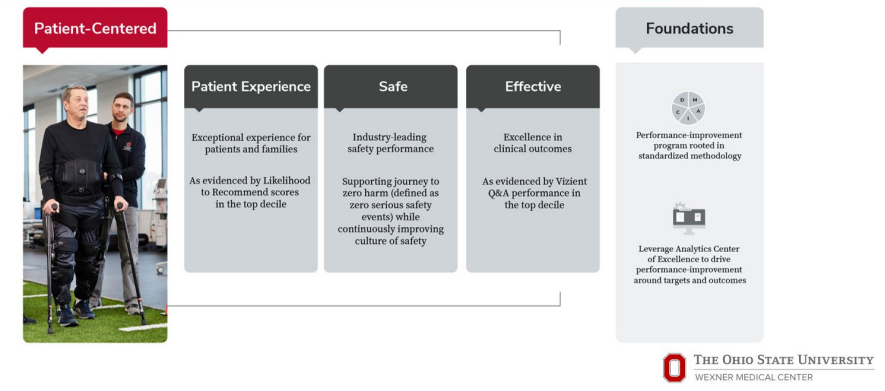 Patient-Centered
Patient Experience
Exceptional experience for
patients and families
As evidenced by Likelihood
to Recommend scores
in the top decile
Safe
Industry-leading
safety performance
Supporting journey to
zero harm (defined as
zero serious safety
events) while
continuously improving
culture of safety
Effective
Excellence in
clinical outcomes
As evidenced by Vizient
Q&A performance in
the top decile
Foundations
D M
C A
I
Performance-improvement
program rooted in
standardized methodology
Leverage Analytics Center
of Excellence to drive
performance-improvement
around targets and outcomes
THE OHIO STATE UNIVERSITY
WEXNER MEDICAL CENTER